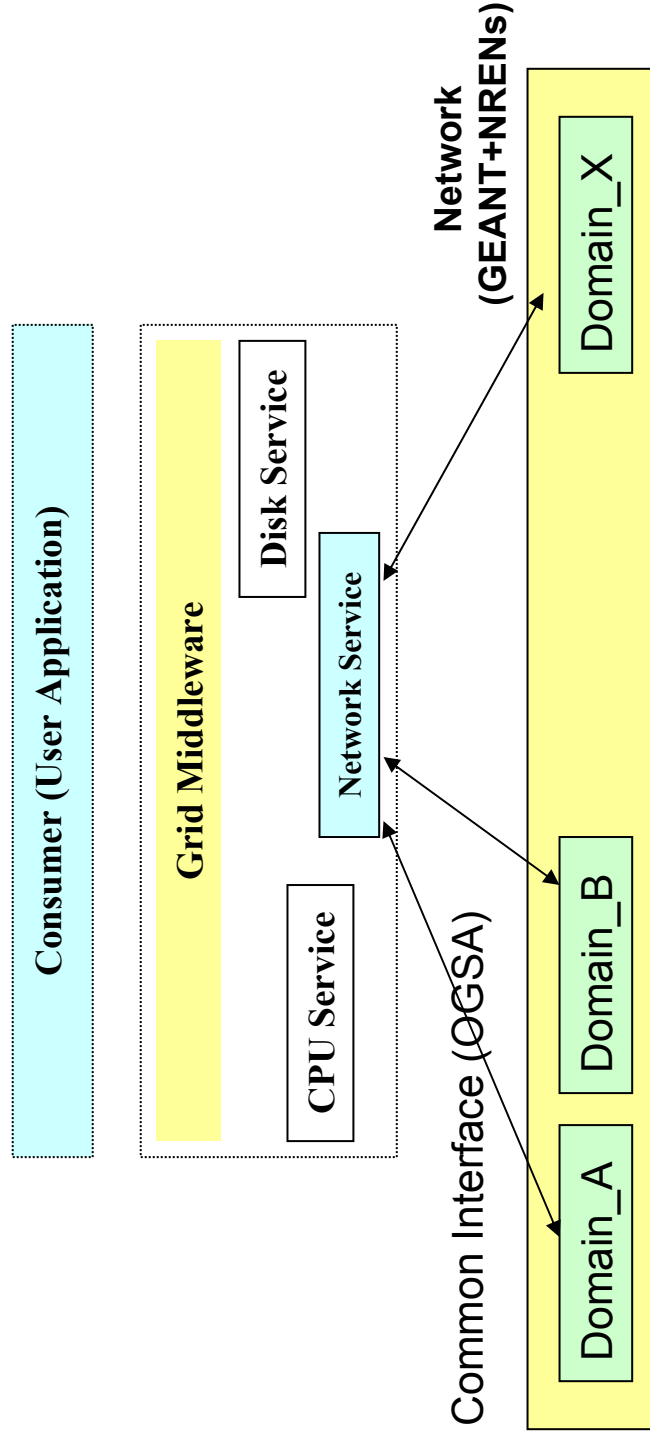 Consumer (User Application)
Grid Middleware
Disk Service
CPU Service
Network Service
Network
(GEANT+NRENs)
Common Interface (OGSA)
Domain_A
Domain_B
Domain_X